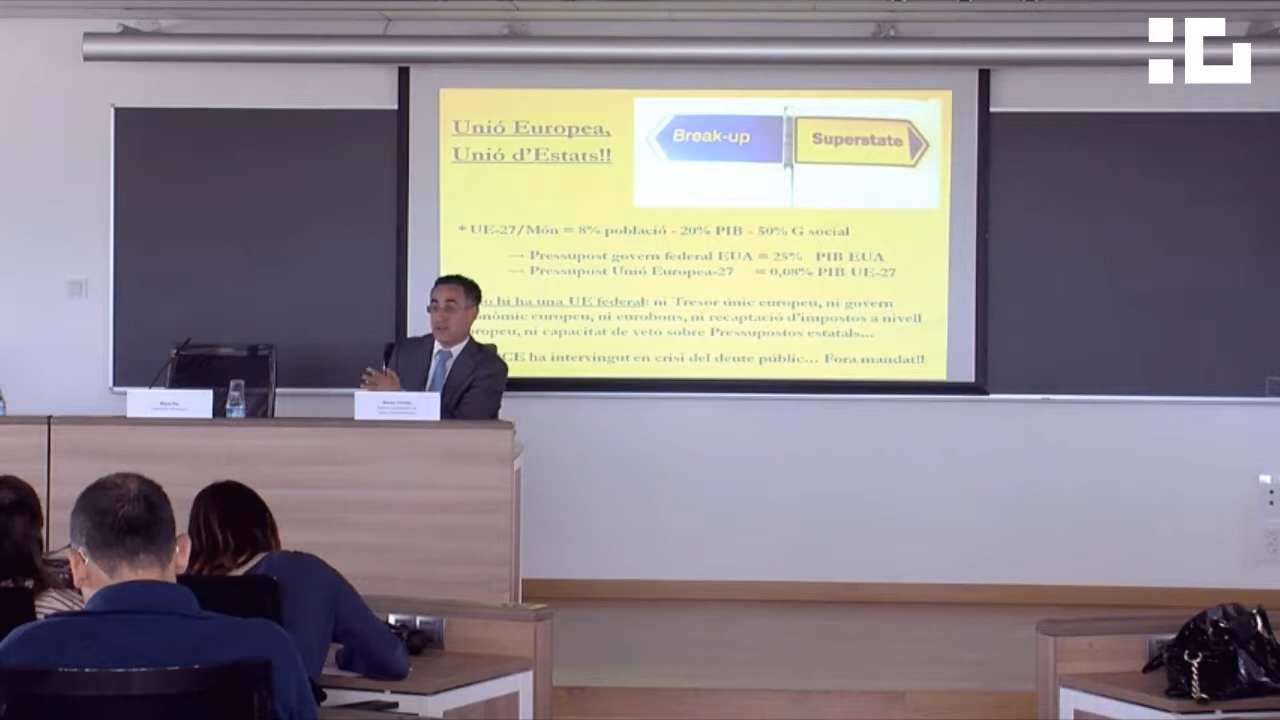 Unió Europea,
Unió d'Estats!!
Break-up
Superstate
* UE-27/Món = 8% població - 20% PIB - 50% G social
→ Pressupost govern federal EUA = 25% PIB EUA
→ Pressupost Unió Europea-27 = 0,08% PIB UE-27
o hi ha una UE federal: ni Tresor únic europeu, ni govern
onòmic europeu, ni eurobons, ni recaptació d'impostos a nivell
ropeu, ni capacitat de veto sobre Pressupostos estatals...
CE ha intervingut en crisi del deute públic... Fora mandat!!